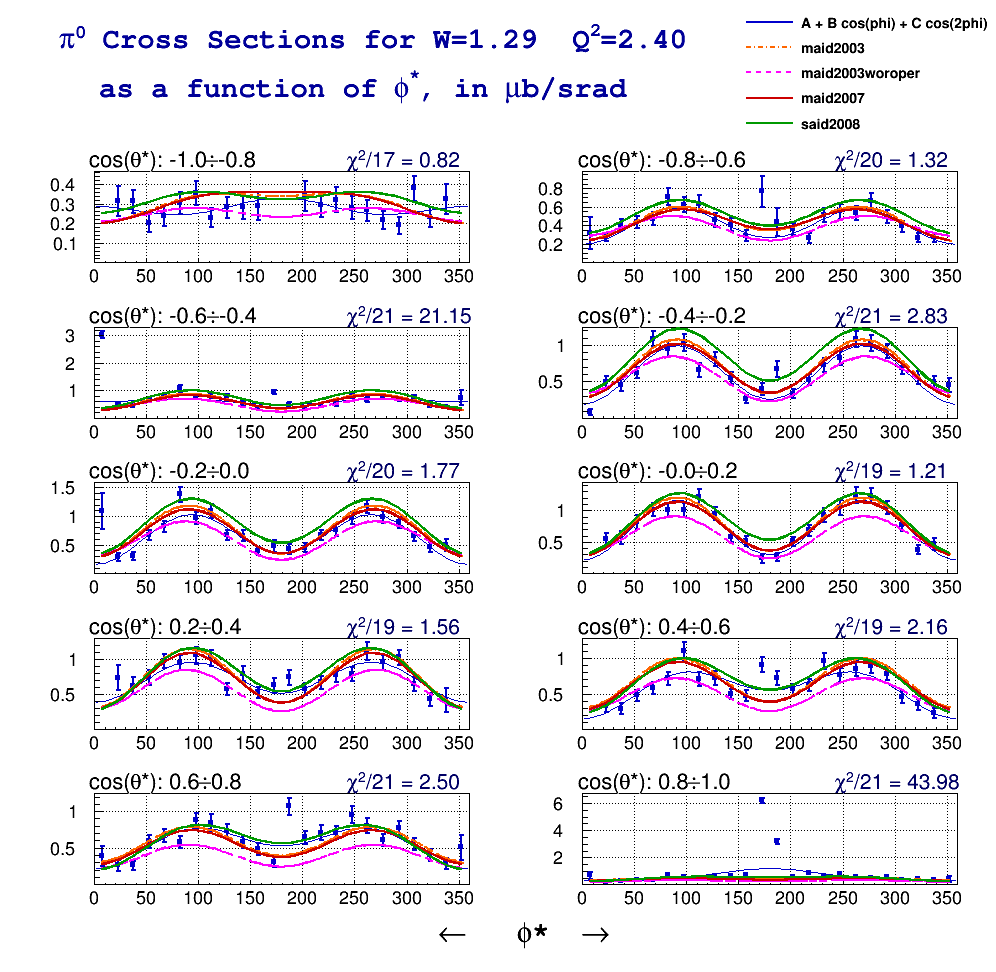 π⁰ Cross Sections for W=1.29 Q²=2.40
as a function of ϕ*, in μb/srad
A + B cos(phi) + C cos(2phi)
maid2003
maid2003woroper
maid2007
said2008
cos(θ*): -1.0÷-0.8 χ²/17 = 0.82
0.4
0.3
0.2
0.1
0 50 100 150 200 250 300 350
cos(θ*): -0.8÷-0.6 χ²/20 = 1.32
0.8
0.6
0.4
0.2
0 50 100 150 200 250 300 350
cos(θ*): -0.6÷-0.4 χ²/21 = 21.15
3
2
1
0 50 100 150 200 250 300 350
cos(θ*): -0.4÷-0.2 χ²/21 = 2.83
1
0.5
0 50 100 150 200 250 300 350
cos(θ*): -0.2÷0.0 χ²/20 = 1.77
1.5
1
0.5
0 50 100 150 200 250 300 350
cos(θ*): -0.0÷0.2 χ²/19 = 1.21
1
0.5
0 50 100 150 200 250 300 350
cos(θ*): 0.2÷0.4 χ²/19 = 1.56
1
0.5
0 50 100 150 200 250 300 350
cos(θ*): 0.4÷0.6 χ²/19 = 2.16
1
0.5
0 50 100 150 200 250 300 350
cos(θ*): 0.6÷0.8 χ²/21 = 2.50
1
0.5
0 50 100 150 200 250 300 350
cos(θ*): 0.8÷1.0 χ²/21 = 43.98
6
4
2
0 50 100 150 200 250 300 350
← ϕ* →